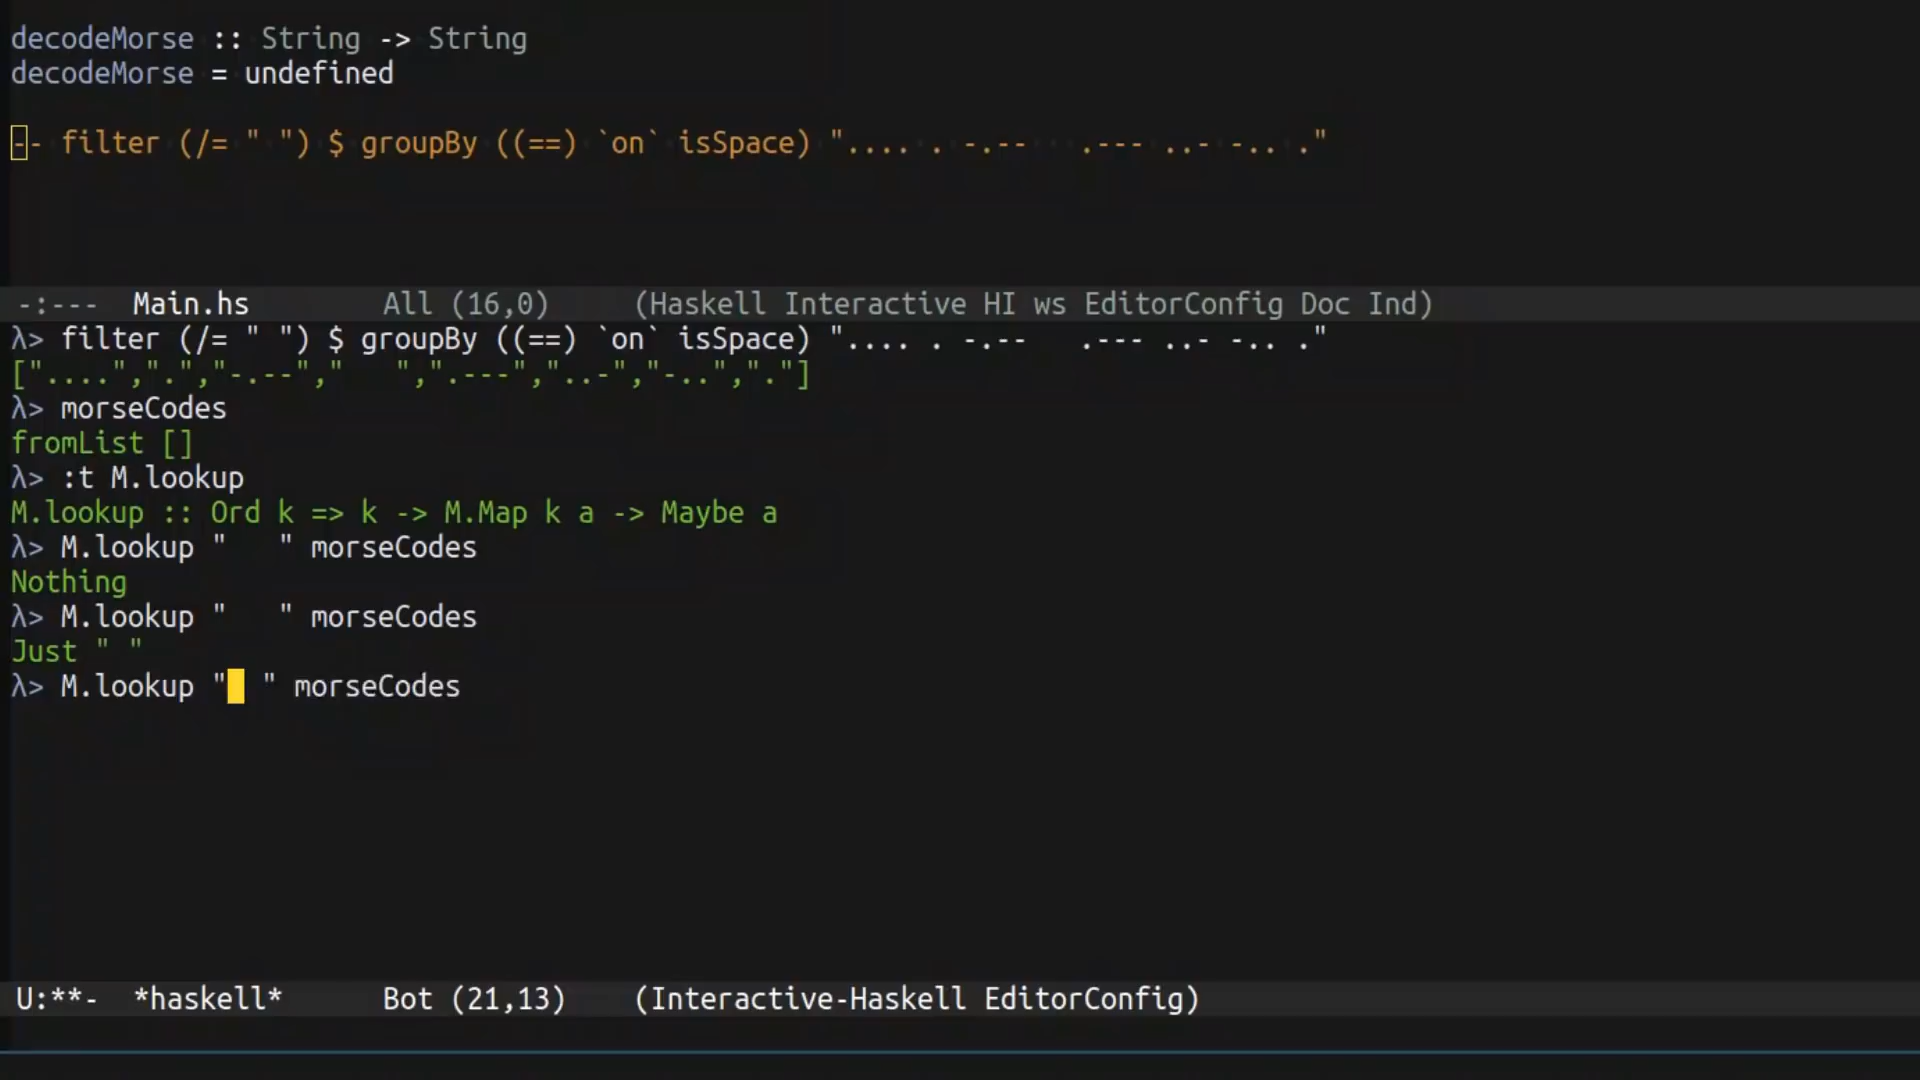 decodeMorse :: String -> String
decodeMorse = undefined
-- filter (/= " ") $ groupBy ((==) `on` isSpace) ".... . -.--   .--- ..- -.. ."
-:---  Main.hs        All (16,0)     (Haskell Interactive HI ws EditorConfig Doc Ind)
λ> filter (/= " ") $ groupBy ((==) `on` isSpace) ".... . -.--   .--- ..- -.. ."
["....",".","-.--","   ",".---","..-","-..","."]
λ> morseCodes
fromList []
λ> :t M.lookup
M.lookup :: Ord k => k -> M.Map k a -> Maybe a
λ> M.lookup "   " morseCodes
Nothing
λ> M.lookup "   " morseCodes
Just " "
λ> M.lookup "  " morseCodes
U:**-  *haskell*      Bot (21,13)    (Interactive-Haskell EditorConfig)